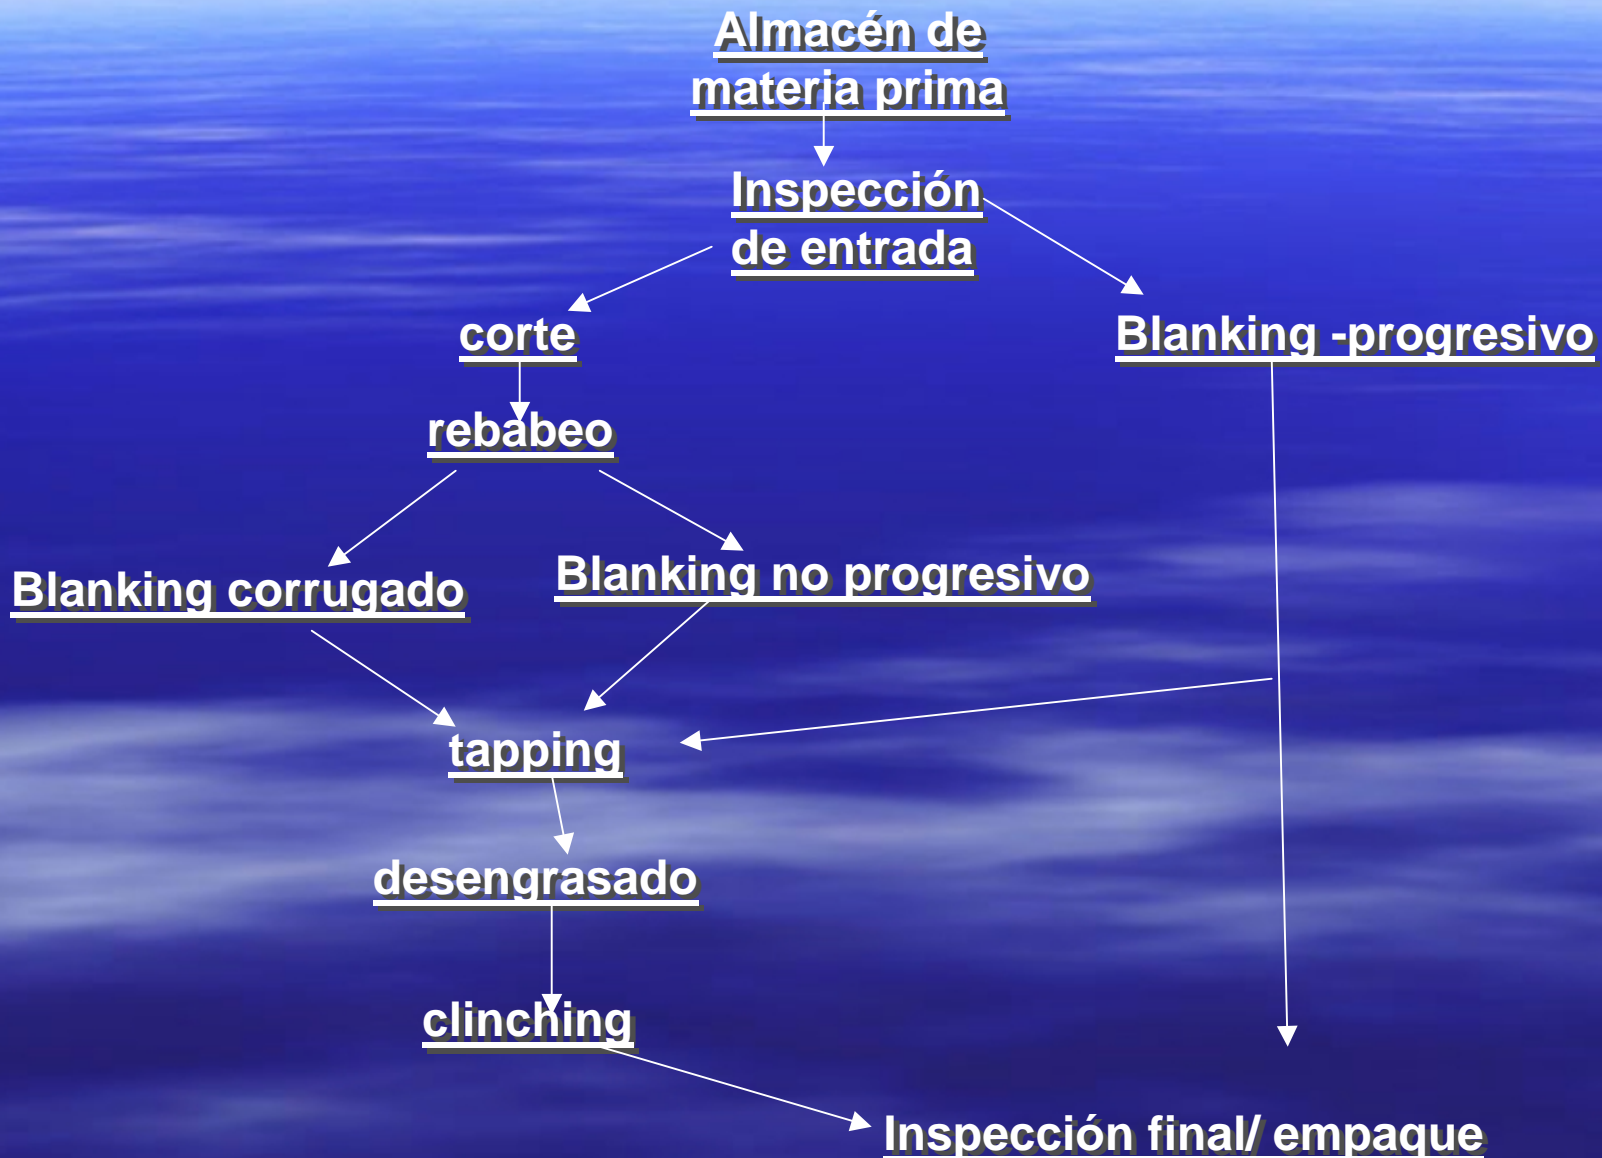 Almacén de
materia prima
Inspección
de entrada
corte
Blanking -progresivo
rebabeo
Blanking corrugado
Blanking no progresivo
tapping
desengrasado
clinching
Inspección final/ empaque